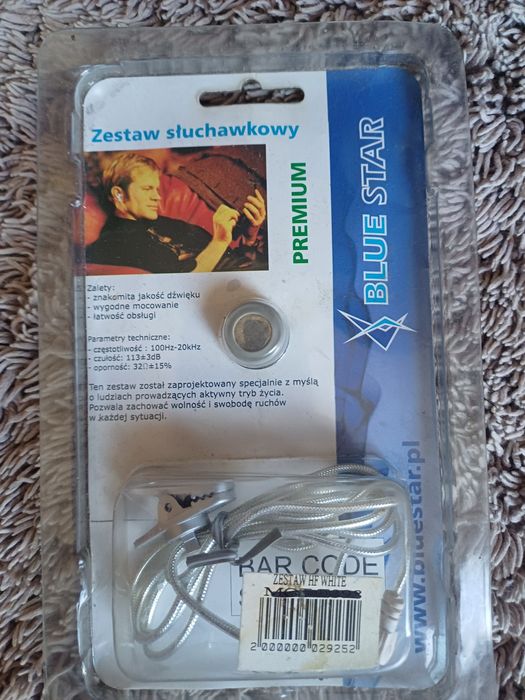 Zestaw słuchawkowy
PREMIUM
BLUE STAR
Zalety:
- znakomita jakość dźwięku
- wygodne mocowanie
- łatwość obsługi
Parametry techniczne:
- częstotliwość : 100Hz-20kHz
- czułość: 113±3dB
- oporność: 32▯±15%
Ten zestaw został zaprojektowany specjalnie z myślą
o ludziach prowadzących aktywny tryb życia.
Pozwala zachować wolność i swobodę ruchów
w każdej sytuacji.
www.bluestar.pl
BAR CODE
ZESTAW HF WHITE
2 000000 029252